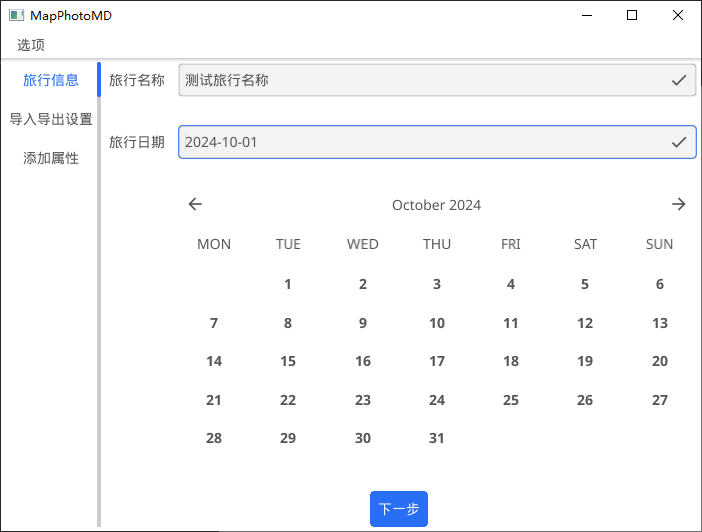 MapPhotoMD
选项
旅行信息
导入导出设置
添加属性
旅行名称 测试旅行名称
旅行日期 2024-10-01
October 2024
MON TUE WED THU FRI SAT SUN
1 2 3 4 5 6
7 8 9 10 11 12 13
14 15 16 17 18 19 20
21 22 23 24 25 26 27
28 29 30 31
下一步